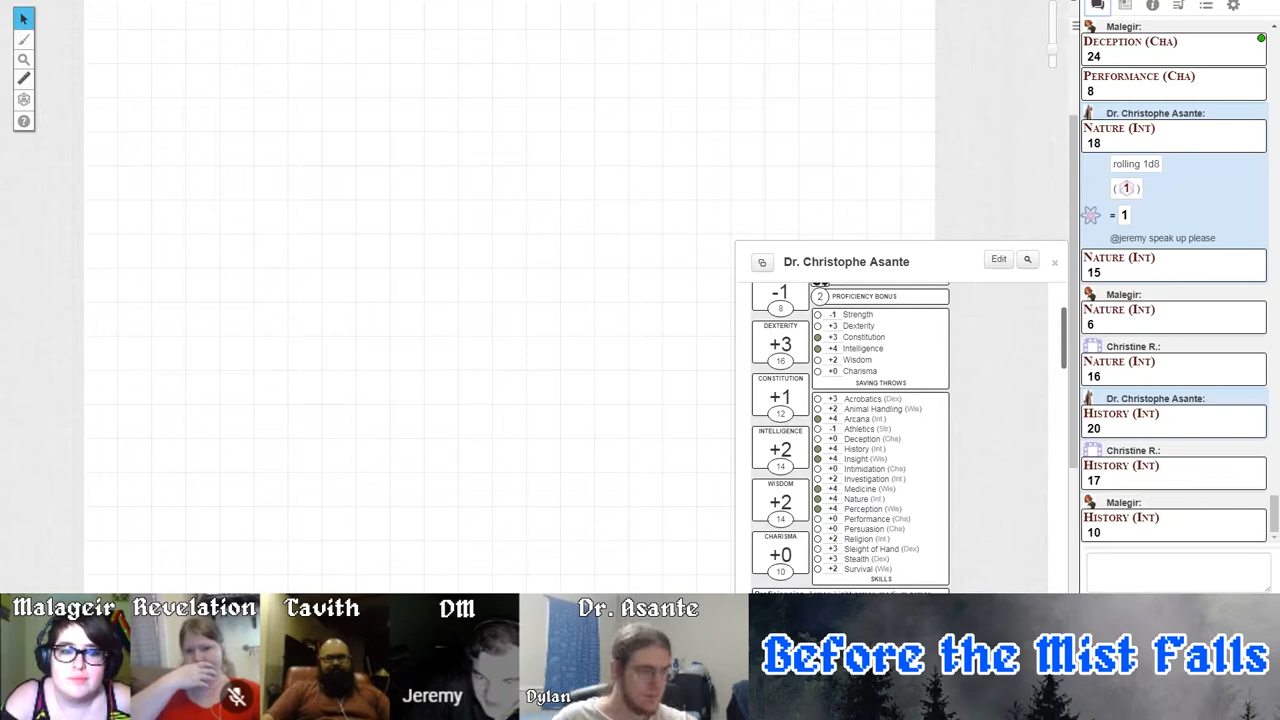 Malegir:
DECEPTION (CHA)
24
PERFORMANCE (CHA)
8
Dr. Christophe Asante:
NATURE (INT)
18
rolling 1d8
( 1 )
= 1
@jeremy speak up please
NATURE (INT)
15
Malegir:
NATURE (INT)
6
Christine R.:
NATURE (INT)
16
Dr. Christophe Asante:
HISTORY (INT)
20
Christine R.:
HISTORY (INT)
17
Malegir:
HISTORY (INT)
10
Dr. Christophe Asante
Edit
-1
8
DEXTERITY
+3
16
CONSTITUTION
+1
12
INTELLIGENCE
+2
14
WISDOM
+2
14
CHARISMA
+0
10
2 PROFICIENCY BONUS
-1 Strength
+3 Dexterity
+3 Constitution
+4 Intelligence
+2 Wisdom
+0 Charisma
SAVING THROWS
+3 Acrobatics (Dex)
+2 Animal Handling (Wis)
+4 Arcana (Int)
-1 Athletics (Str)
+0 Deception (Cha)
+4 History (Int)
+4 Insight (Wis)
+0 Intimidation (Cha)
+2 Investigation (Int)
+4 Medicine (Wis)
+4 Nature (Int)
+4 Perception (Wis)
+0 Performance (Cha)
+0 Persuasion (Cha)
+2 Religion (Int)
+3 Sleight of Hand (Dex)
+3 Stealth (Dex)
+2 Survival (Wis)
SKILLS
Malageir
Revelation
Tavith
DM
Jeremy
Dr. Asante
Dylan
Before the Mist Falls